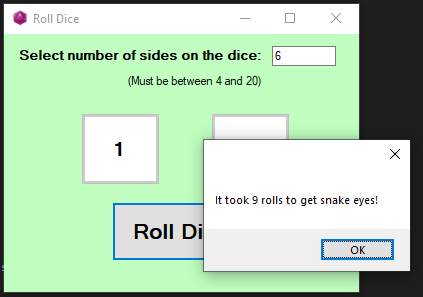 Roll Dice
Select number of sides on the dice: 6
(Must be between 4 and 20)
1
It took 9 rolls to get snake eyes!
Roll Di
OK